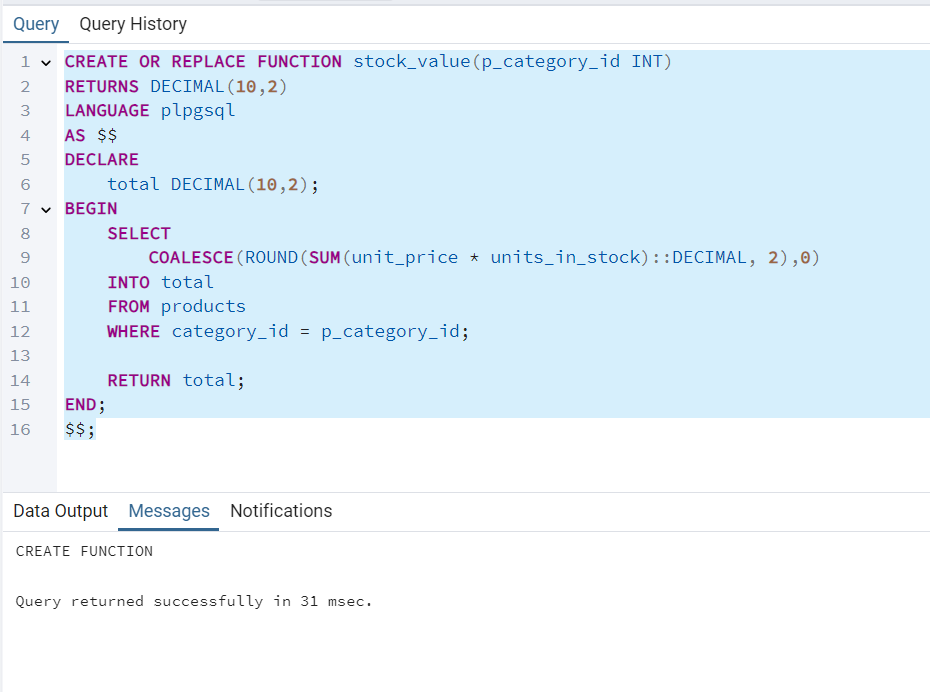 Query Query History
1 CREATE OR REPLACE FUNCTION stock_value(p_category_id INT)
2 RETURNS DECIMAL(10,2)
3 LANGUAGE plpgsql
4 AS $$
5 DECLARE
6 total DECIMAL(10,2);
7 BEGIN
8 SELECT
9 COALESCE(ROUND(SUM(unit_price * units_in_stock)::DECIMAL, 2),0)
10 INTO total
11 FROM products
12 WHERE category_id = p_category_id;
13
14 RETURN total;
15 END;
16 $$;
Data Output Messages Notifications
CREATE FUNCTION
Query returned successfully in 31 msec.